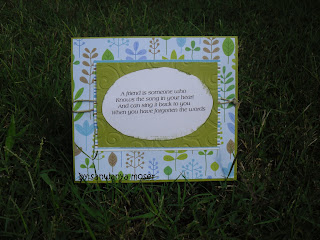 A friend is someone who
Knows the song in your heart
And can sing it back to you
When you have forgotten the words
moser